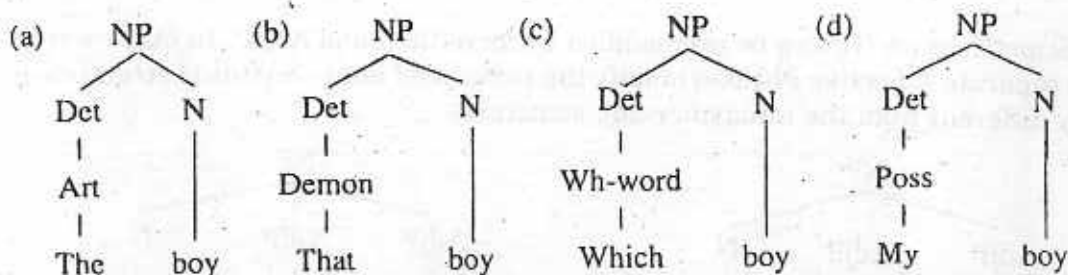 (a) NP (b) NP (c) NP (d) NP
Det N Det N Det N Det N
Art Demon Wh-word Poss
The boy That boy Which boy My boy